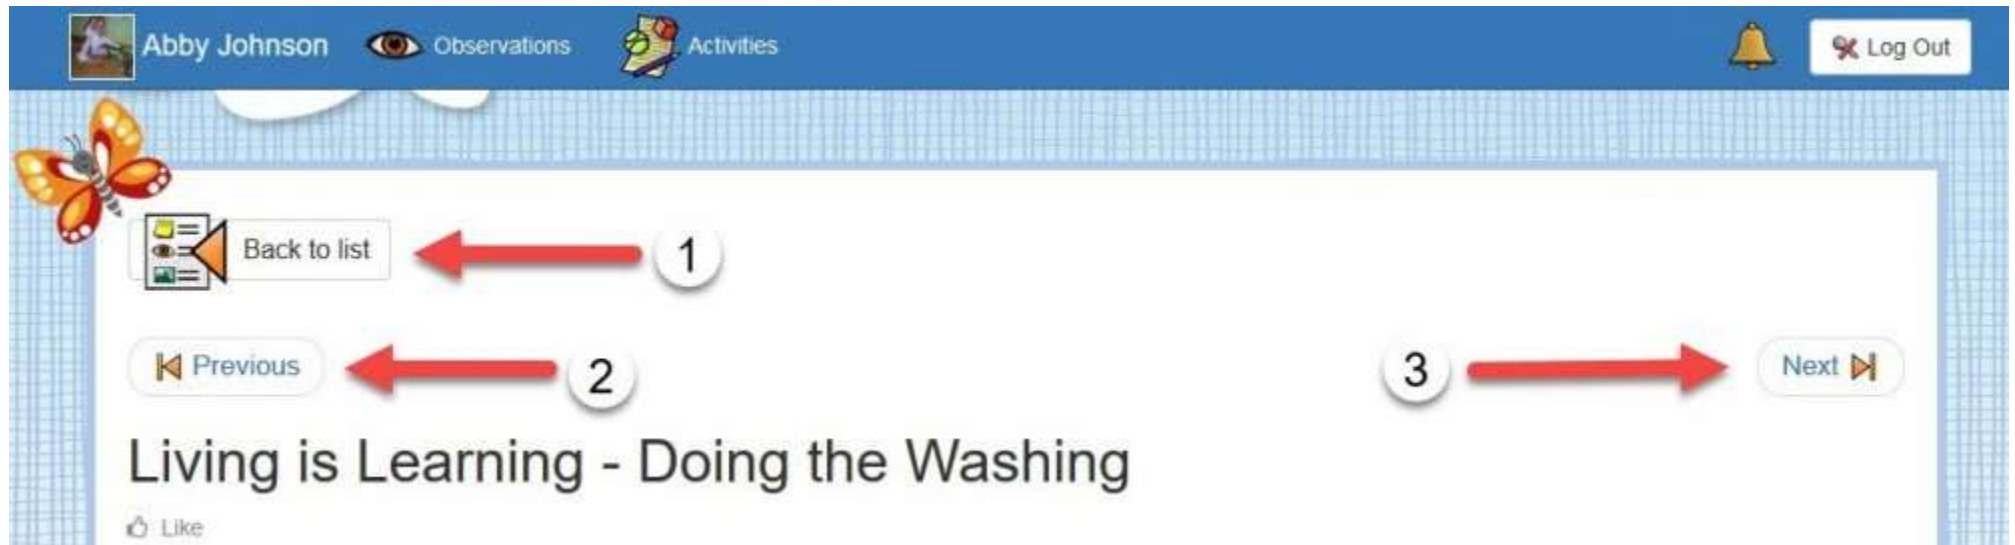 Abby Johnson Observations Activities Log Out
Back to list 1
Previous 2 3 Next
Living is Learning - Doing the Washing
Like